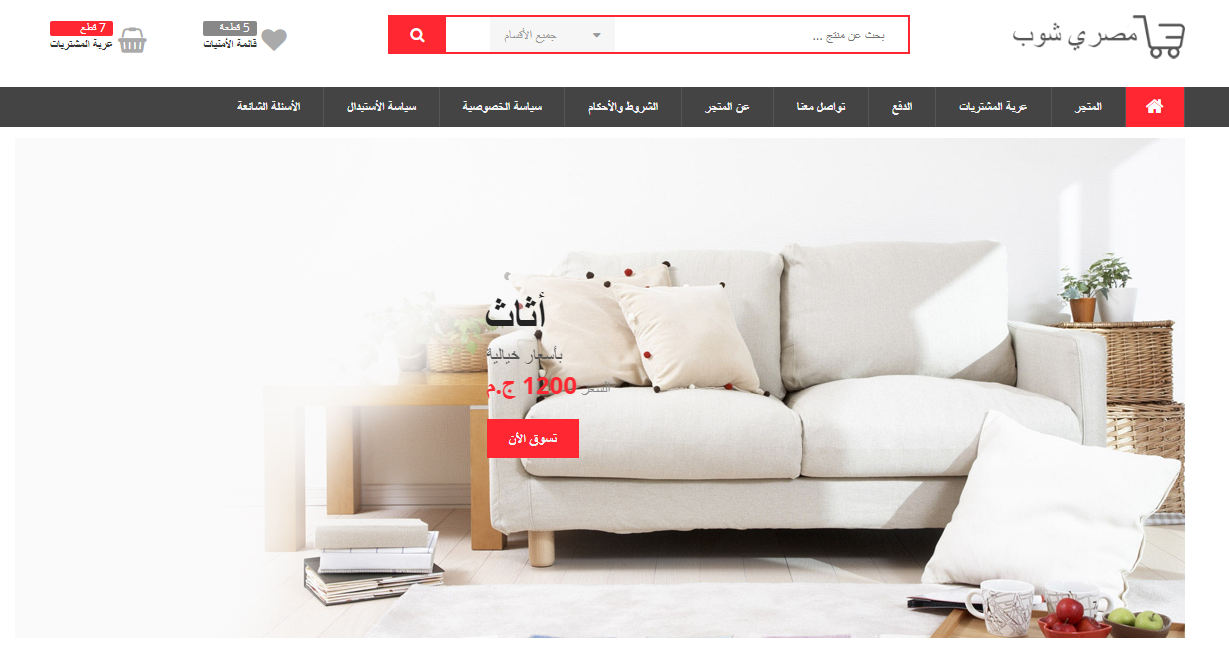 مصري شوب
بحث عن منتج ...
جميع الأقسام
5 قطعة
قائمة الأمنيات
7 قطع
عربة المشتريات
المتجر
عربة المشتريات
الدفع
تواصل معنا
عن المتجر
الشروط والأحكام
سياسة الخصوصية
سياسة الأستبدال
الأسئلة الشائعة
أثاث
بأسعار خيالية
السعر 1200 ج.م
تسوق الأن